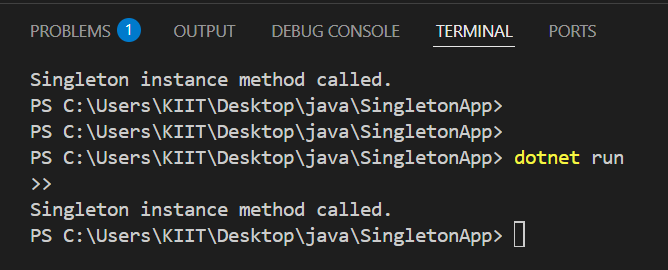 PROBLEMS 1 OUTPUT DEBUG CONSOLE TERMINAL PORTS
Singleton instance method called.
PS C:\Users\KIIT\Desktop\java\SingletonApp>
PS C:\Users\KIIT\Desktop\java\SingletonApp>
PS C:\Users\KIIT\Desktop\java\SingletonApp> dotnet run
>>
Singleton instance method called.
PS C:\Users\KIIT\Desktop\java\SingletonApp>